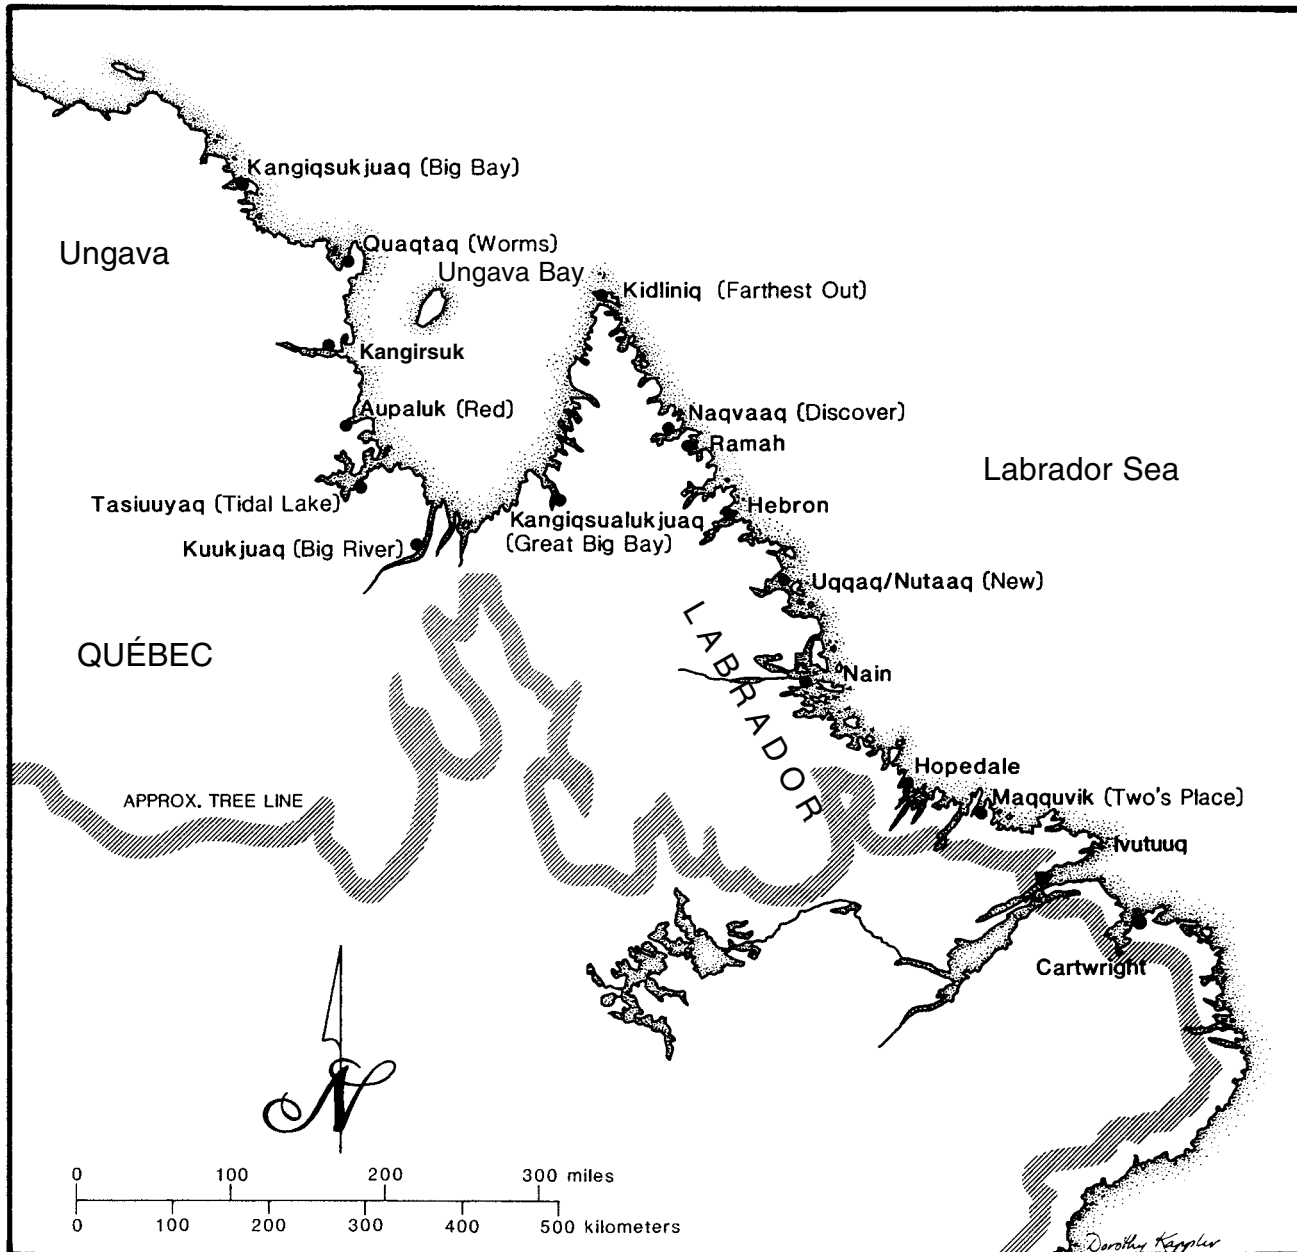 Kangiqsukjuaq (Big Bay)
Ungava
Quaqtaq (Worms)
Ungava Bay
Kidliniq (Farthest Out)
Kangirsuk
Aupaluk (Red)
Naqvaaq (Discover)
Ramah
Labrador Sea
Tasiuuyaq (Tidal Lake)
Hebron
Kangiqsualukjuaq
(Great Big Bay)
Kuukjuaq (Big River)
Uqqaq/Nutaaq (New)
LABRADOR
QUÉBEC
Nain
Hopedale
APPROX. TREE LINE
Maqquvik (Two's Place)
Ivutuuq
Cartwright
N
0 100 200 300 miles
0 100 200 300 400 500 kilometers
Dorothy Kappler